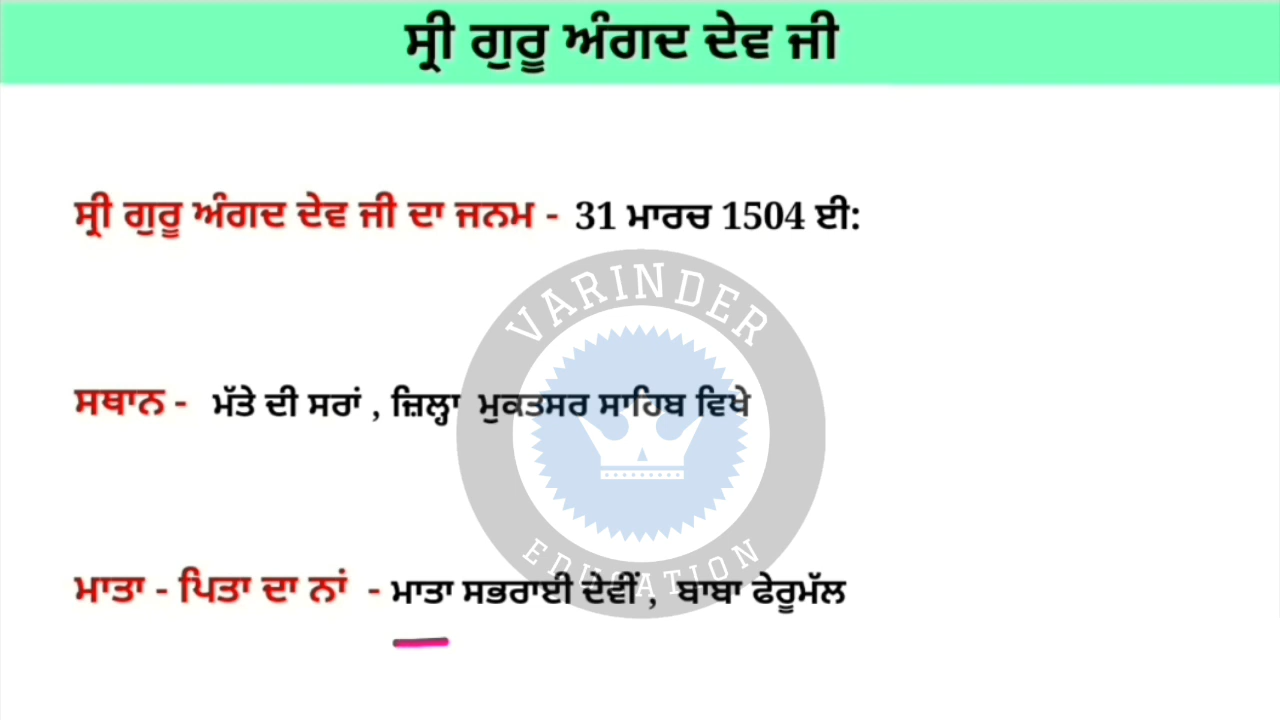 ਸ੍ਰੀ ਗੁਰੂ ਅੰਗਦ ਦੇਵ ਜੀ
ਸ੍ਰੀ ਗੁਰੂ ਅੰਗਦ ਦੇਵ ਜੀ ਦਾ ਜਨਮ - 31 ਮਾਰਚ 1504 ਈ:
VARINDER
ਸਥਾਨ - ਮੱਤੇ ਦੀ ਸਰਾਂ , ਜ਼ਿਲ੍ਹਾ ਮੁਕਤਸਰ ਸਾਹਿਬ ਵਿਖੇ
EDUCATION
ਮਾਤਾ - ਪਿਤਾ ਦਾ ਨਾਂ - ਮਾਤਾ ਸਭਰਾਈ ਦੇਵੀਂ , ਬਾਬਾ ਫੇਰੂਮੱਲ